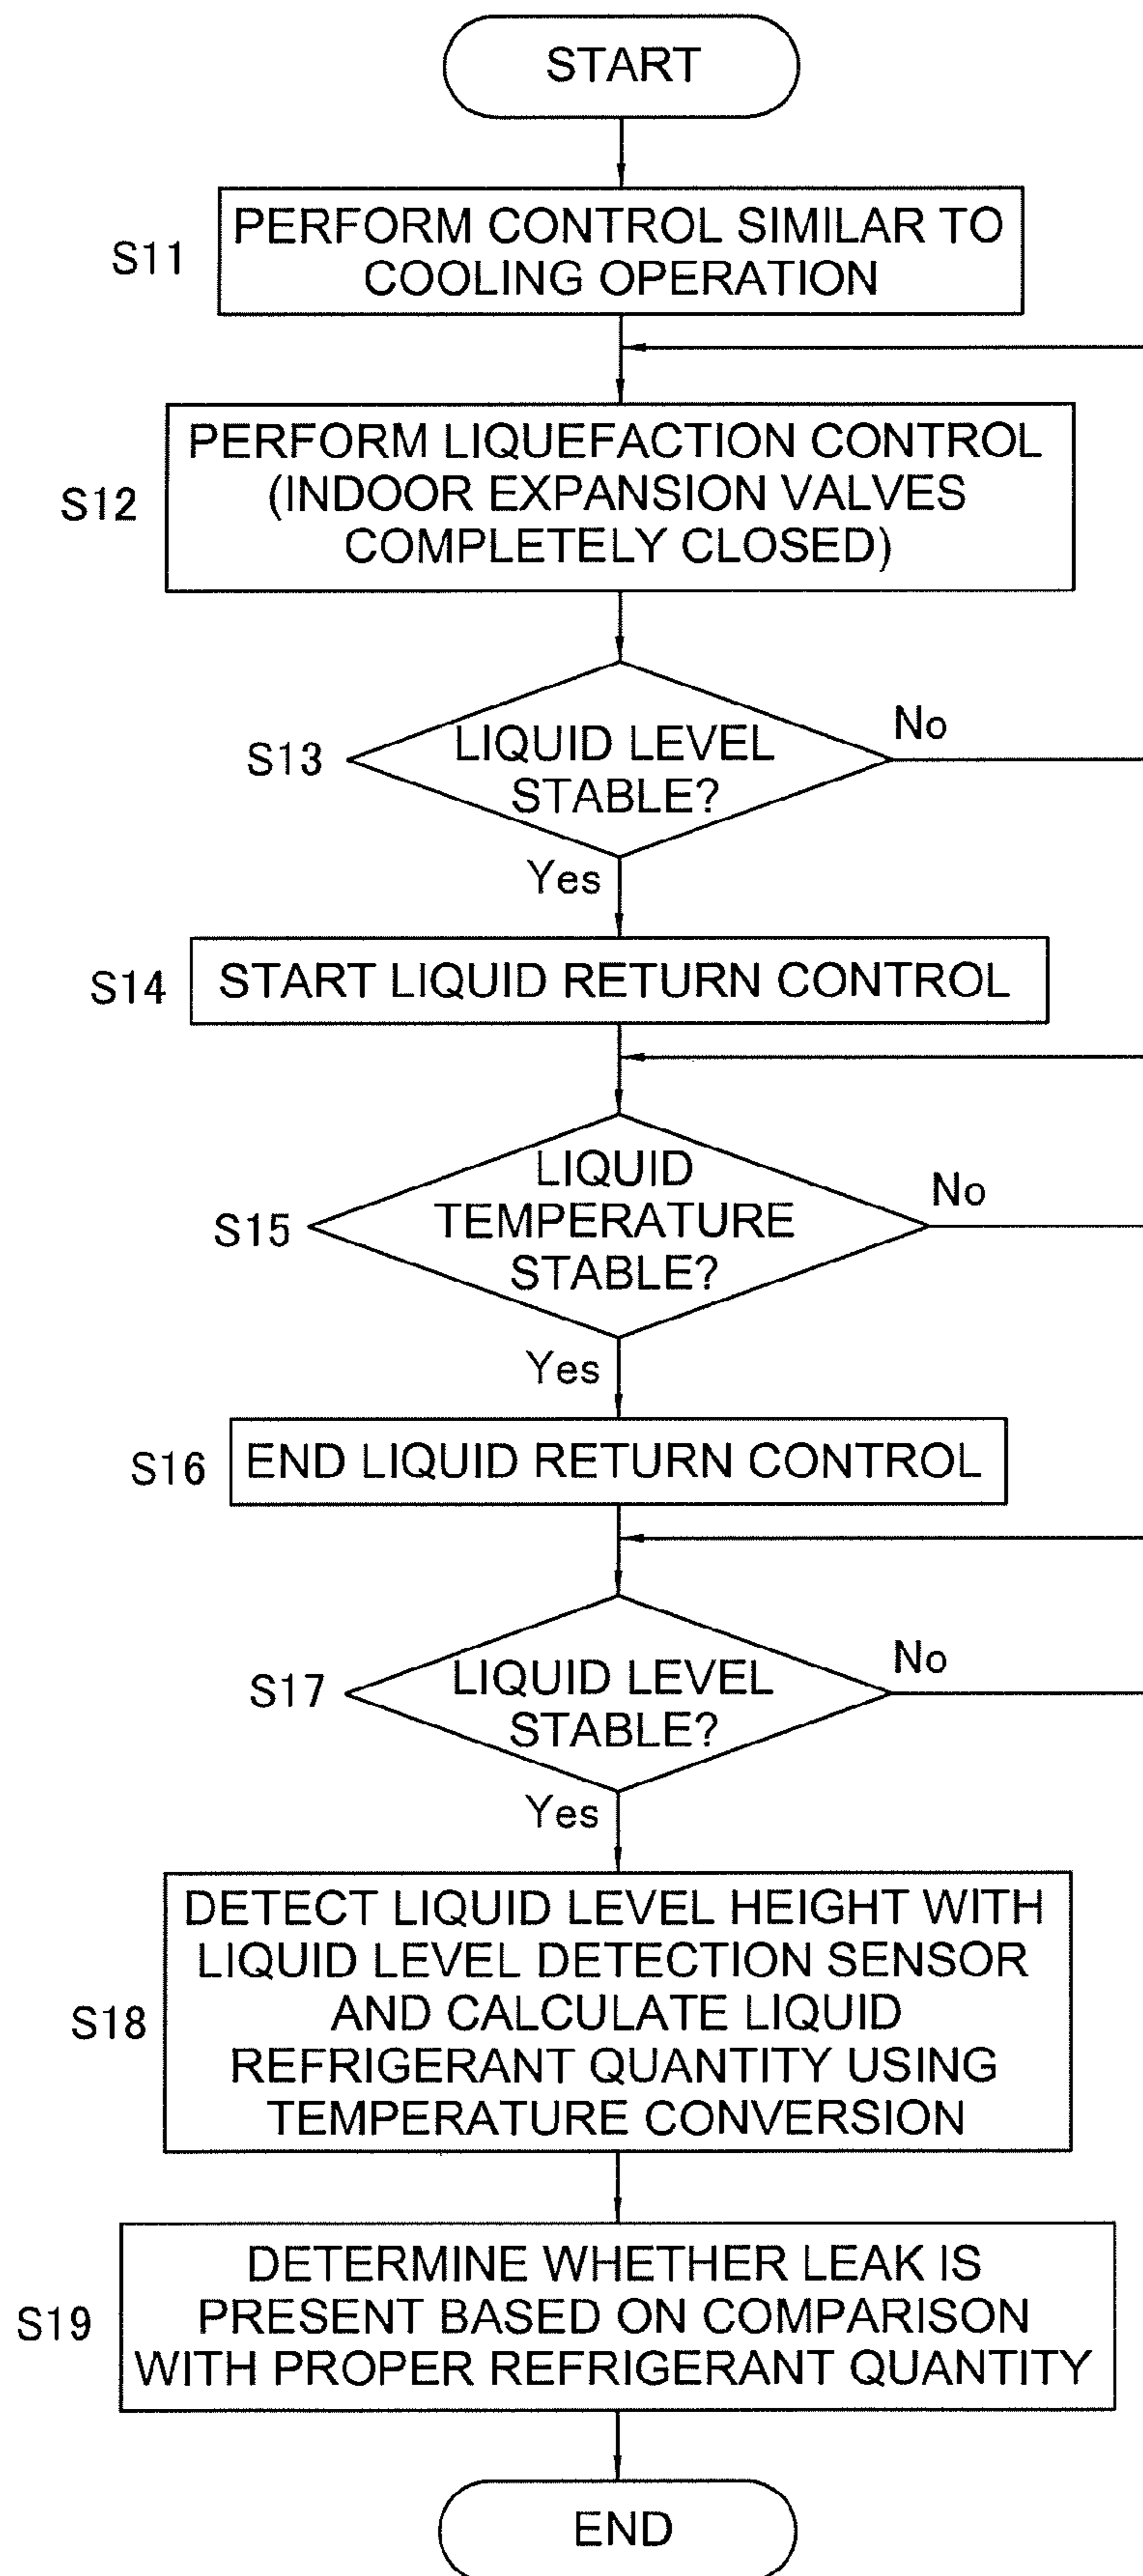 START
S11
PERFORM CONTROL SIMILAR TO
COOLING OPERATION
S12
PERFORM LIQUEFACTION CONTROL
(INDOOR EXPANSION VALVES
COMPLETELY CLOSED)
S13
LIQUID LEVEL
STABLE?
No
Yes
S14
START LIQUID RETURN CONTROL
S15
LIQUID
TEMPERATURE
STABLE?
No
Yes
S16
END LIQUID RETURN CONTROL
S17
LIQUID LEVEL
STABLE?
No
Yes
S18
DETECT LIQUID LEVEL HEIGHT WITH
LIQUID LEVEL DETECTION SENSOR
AND CALCULATE LIQUID
REFRIGERANT QUANTITY USING
TEMPERATURE CONVERSION
S19
DETERMINE WHETHER LEAK IS
PRESENT BASED ON COMPARISON
WITH PROPER REFRIGERANT QUANTITY
END